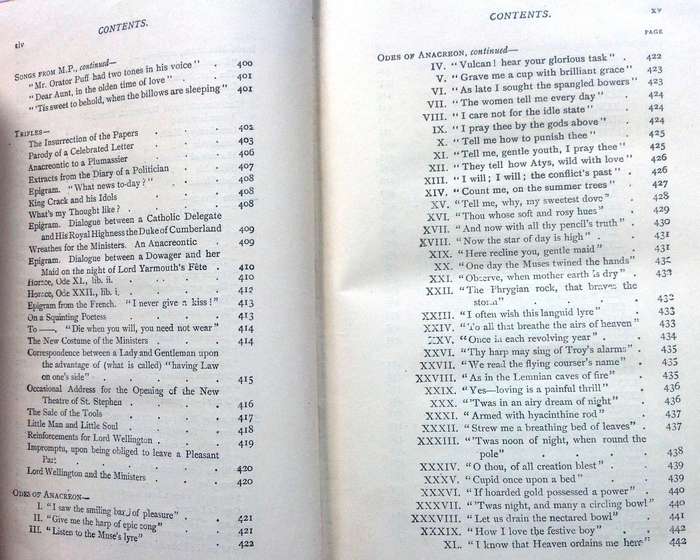 xiv
CONTENTS.
SONGS FROM M.P., continued—
"Mr. Orator Puff had two tones in his voice" . 400
"Dear Aunt, in the olden time of love" . . 401
"'Tis sweet to behold, when the billows are sleeping" 401
TRIFLES—
The Insurrection of the Papers . . . . 402
Parody of a Celebrated Letter . . . . 403
Anacreontic to a Plumassier . . . . 406
Extracts from the Diary of a Politician . . . 407
Epigram. "What news to-day?" . . . . 408
King Crack and his Idols . . . . 408
What's my Thought like? . . . . 408
Epigram. Dialogue between a Catholic Delegate
and His Royal Highness the Duke of Cumberland 409
Wreathes for the Ministers. An Anacreontic . 409
Epigram. Dialogue between a Dowager and her
Maid on the night of Lord Yarmouth's Fête . 410
Horace, Ode XI., lib. ii. . . . . 410
Horace, Ode XXII., lib. i. . . . . 412
Epigram from the French. "I never give a kiss!" 413
On a Squinting Poetess . . . . 413
To ——. "Die when you will, you need not wear" 414
The New Costume of the Ministers . . . 414
Correspondence between a Lady and Gentleman upon
the advantage of (what is called) "having Law
on one's side" . . . . 415
Occasional Address for the Opening of the New
Theatre of St. Stephen . . . . 416
The Sale of the Tools . . . . 417
Little Man and Little Soul . . . . 418
Reinforcements for Lord Wellington . . . 419
Impromptu, upon being obliged to leave a Pleasant
. . . . 420
Lord Wellington and the Ministers . . . 420
ODES OF ANACREON—
I. "I saw the smiling bard of pleasure" . . 421
II. "Give me the harp of epic song" . . 421
III. "Listen to the Muse's lyre" . . . 422
CONTENTS.
xv
PAGE
ODES OF ANACREON, continued—
IV. "Vulcan! hear your glorious task" . . 422
V. "Grave me a cup with brilliant grace" . 423
VI. "As late I sought the spangled bowers" . 423
VII. "The women tell me every day" . . 424
VIII. "I care not for the idle state" . . 424
IX. "I pray thee by the gods above" . . 424
X. "Tell me how to punish thee" . . 425
XI. "Tell me, gentle youth, I pray thee" . 425
XII. "They tell how Atys, wild with love" . 426
XIII. "I will; I will; the conflict's past" . 426
XIV. "Count me, on the summer trees" . . 427
XV. "Tell me, why, my sweetest dove" . . 428
XVI. "Thou whose soft and rosy hues" . . 429
XVII. "And now with all thy pencil's truth" . 430
XVIII. "Now the star of day is high" . . 431
XIX. "Here recline you, gentle maid" . . 431
XX. "One day the Muses twined the hands" . 432
XXI. "Observe, when mother earth is dry" . 432
XXII. "The Phrygian rock, that braves the
storm" . . . . 432
XXIII. "I often wish this languid lyre" . . 433
XXIV. "To all that breathe the airs of heaven" 433
XXV. "Once in each revolving year" . . 434
XXVI. "Thy harp may sing of Troy's alarms" . 435
XXVII. "We read the flying courser's name" . 435
XXVIII. "As in the Lemnian caves of fire" . . 435
XXIX. "Yes—loving is a painful thrill" . . 436
XXX. "'Twas in an airy dream of night" . . 436
XXXI. "Armed with hyacinthine rod" . . 437
XXXII. "Strew me a breathing bed of leaves" . 437
XXXIII. "'Twas noon of night, when round the
pole" . . . . 438
XXXIV. "O thou, of all creation blest" . . 439
XXXV. "Cupid once upon a bed" . . 439
XXXVI. "If hoarded gold possessed a power" . 440
XXXVII. "'Twas night, and many a circling bowl" 440
XXXVIII. "Let us drain the nectared bowl" . . 441
XXXIX. "How I love the festive boy" . . 442
XL. "I know that Heaven ordains me here" 442